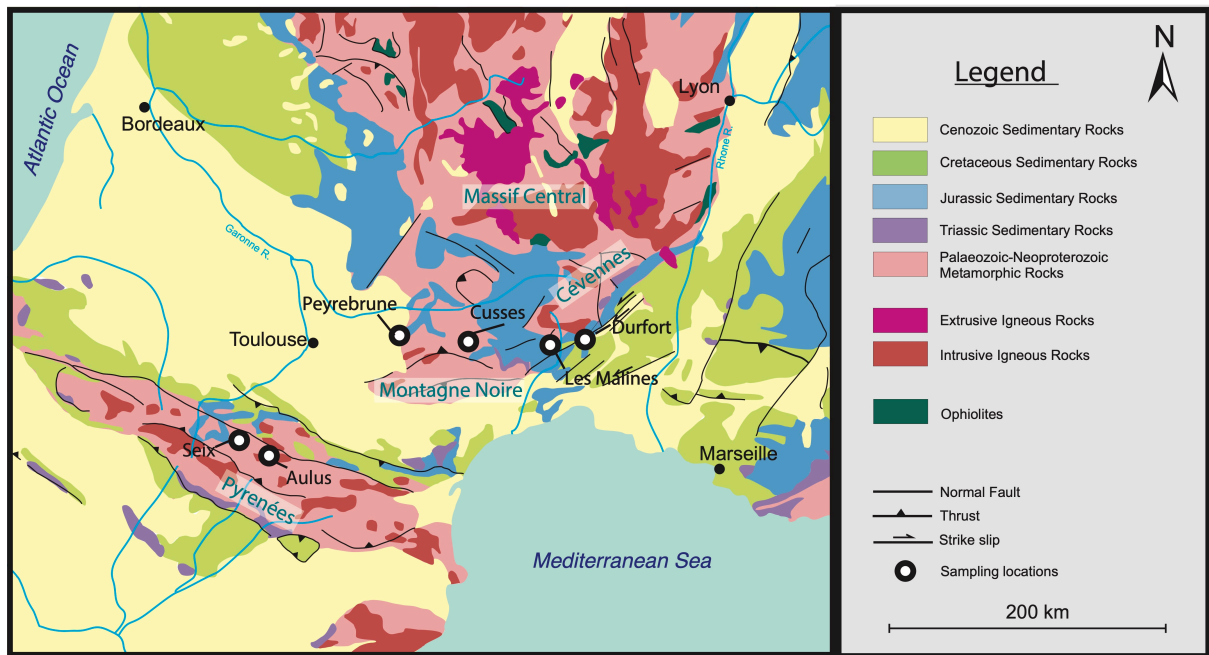 Atlantic Ocean
Bordeaux
Lyon
Rhone R.
Massif Central
Garonne R.
Cévennes
Peyrebrune
Cusses
Durfort
Toulouse
Les Malines
Montagne Noire
Seix
Aulus
Marseille
Pyrenées
Mediterranean Sea
N
Legend
Cenozoic Sedimentary Rocks
Cretaceous Sedimentary Rocks
Jurassic Sedimentary Rocks
Triassic Sedimentary Rocks
Palaeozoic-Neoproterozoic
Metamorphic Rocks
Extrusive Igneous Rocks
Intrusive Igneous Rocks
Ophiolites
Normal Fault
Thrust
Strike slip
Sampling locations
200 km